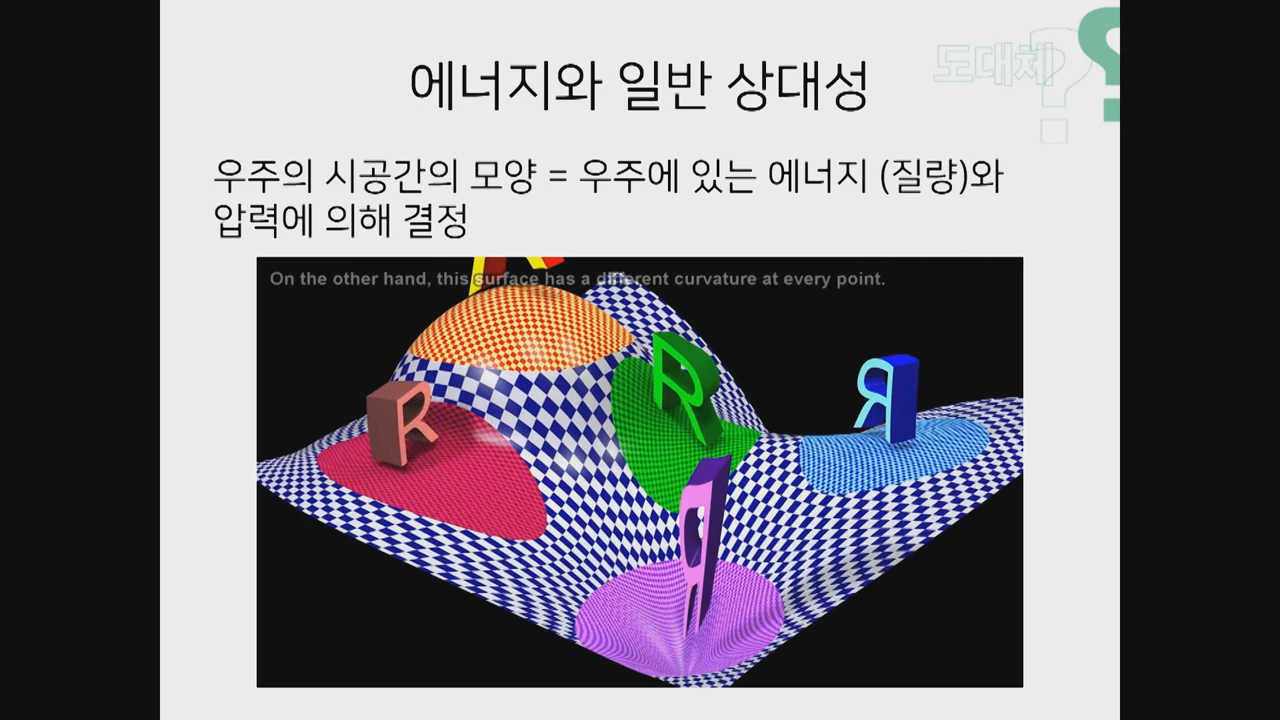 도대체
에너지와 일반 상대성
우주의 시공간의 모양 = 우주에 있는 에너지 (질량)와
압력에 의해 결정
On the other hand, this surface has a different curvature at every point.
R
R
R